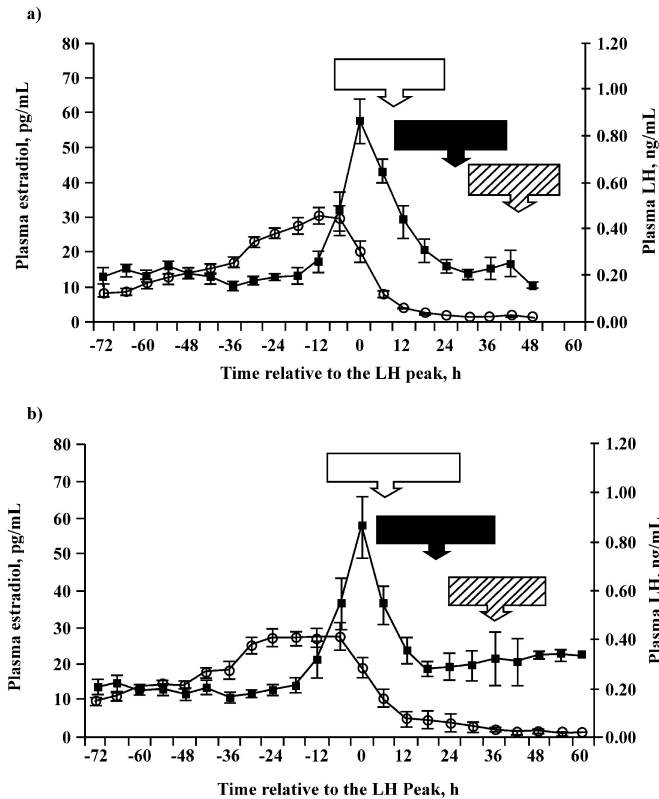 a)
80 1.20
70
60 1.00
50 0.80
40 0.60
30 0.40
20 0.20
10
0 0.00
Plasma estradiol, pg/mL
Plasma LH, ng/mL
-72 -60 -48 -36 -24 -12 0 12 24 36 48 60
Time relative to the LH peak, h
b)
80 1.20
70 1.00
60 0.80
50
40 0.60
30 0.40
20 0.20
10
0 0.00
Plasma estradiol, pg/mL
Plasma LH, ng/mL
-72 -60 -48 -36 -24 -12 0 12 24 36 48 60
Time relative to the LH Peak, h